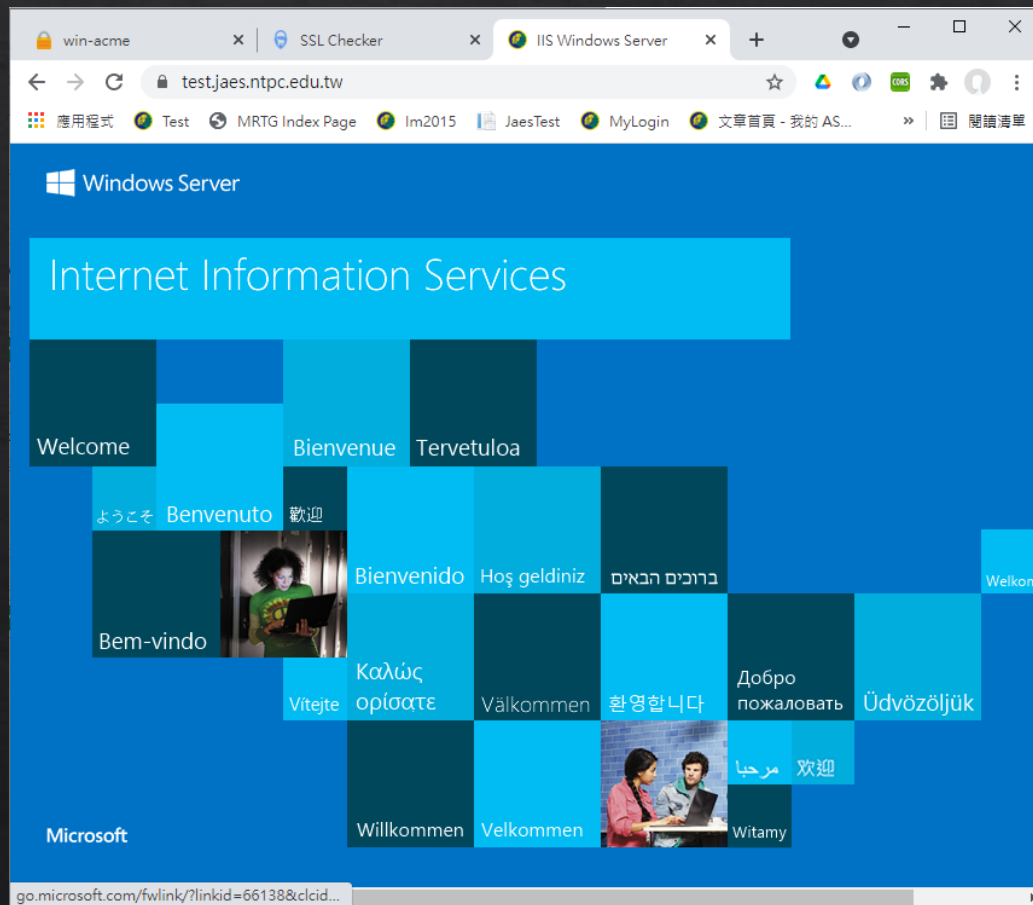 win-acme
SSL Checker
IIS Windows Server
test.jaes.ntpc.edu.tw
CORS
應用程式
Test
MRTG Index Page
Im2015
JaesTest
MyLogin
文章首頁 - 我的 AS...
»
閱讀清單
Windows Server
Internet Information Services
Welcome
Bienvenue
Tervetuloa
ようこそ
Benvenuto
歡迎
Bienvenido
Hoş geldiniz
ברוכים הבאים
Welkom
Bem-vindo
Vítejte
Καλώς
ορίσατε
Välkommen
환영합니다
Добро
пожаловать
Üdvözöljük
مرحبا
欢迎
Microsoft
Willkommen
Velkommen
Witamy
go.microsoft.com/fwlink/?linkid=66138&clcid...